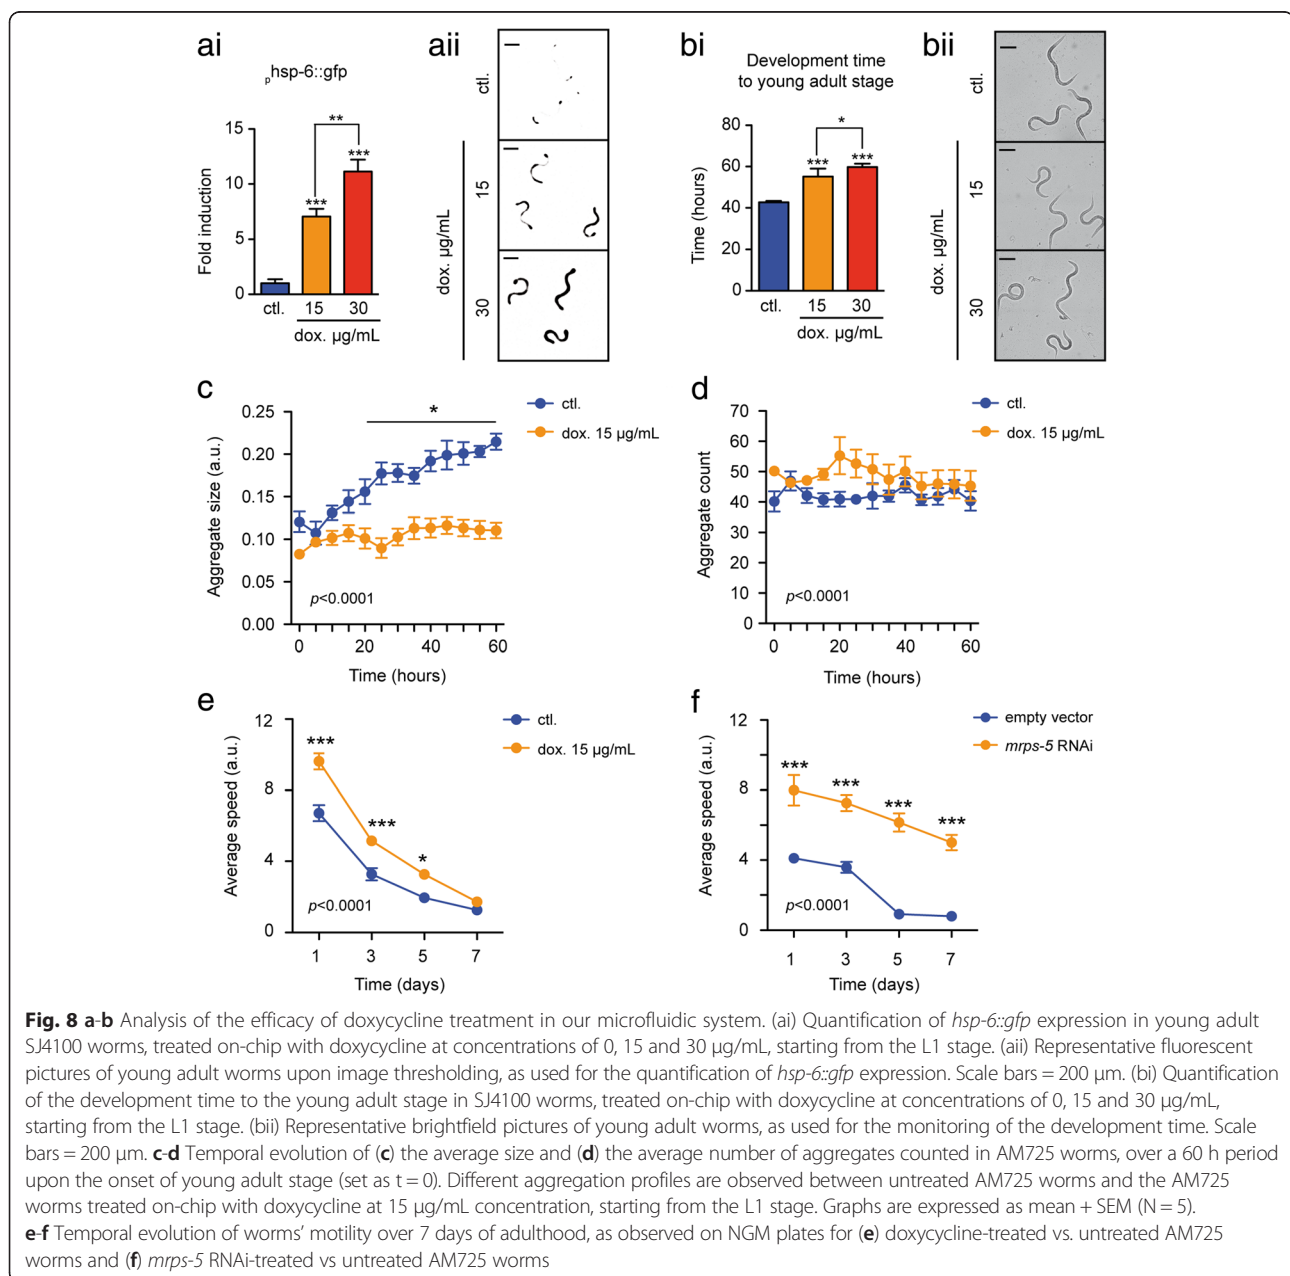 ai
phsp-6::gfp
15
10
5
0
Fold induction
**
***
***
ctl.
15
30
dox. µg/mL
aii
ctl.
15
30
dox. µg/mL
bi
Development time
to young adult stage
80
60
40
20
0
Time (hours)
*
***
***
ctl.
15
30
dox. µg/mL
bii
ctl.
15
30
dox. µg/mL
c
ctl.
dox. 15 µg/mL
*
0.25
0.20
0.15
0.10
0.05
0.00
Aggregate size (a.u.)
p<0.0001
0 20 40 60
Time (hours)
d
ctl.
dox. 15 µg/mL
70
60
50
40
30
20
10
0
Aggregate count
p<0.0001
0 20 40 60
Time (hours)
e
ctl.
dox. 15 µg/mL
12
8
4
0
Average speed (a.u.)
***
***
*
p<0.0001
1 3 5 7
Time (days)
f
empty vector
mrps-5 RNAi
12
8
4
0
Average speed (a.u.)
***
***
***
***
p<0.0001
1 3 5 7
Time (days)
Fig. 8 a-b Analysis of the efficacy of doxycycline treatment in our microfluidic system. (ai) Quantification of hsp-6::gfp expression in young adult
SJ4100 worms, treated on-chip with doxycycline at concentrations of 0, 15 and 30 µg/mL, starting from the L1 stage. (aii) Representative fluorescent
pictures of young adult worms upon image thresholding, as used for the quantification of hsp-6::gfp expression. Scale bars = 200 µm. (bi) Quantification
of the development time to the young adult stage in SJ4100 worms, treated on-chip with doxycycline at concentrations of 0, 15 and 30 µg/mL,
starting from the L1 stage. (bii) Representative brightfield pictures of young adult worms, as used for the monitoring of the development time. Scale
bars = 200 µm. c-d Temporal evolution of (c) the average size and (d) the average number of aggregates counted in AM725 worms, over a 60 h period
upon the onset of young adult stage (set as t = 0). Different aggregation profiles are observed between untreated AM725 worms and the AM725
worms treated on-chip with doxycycline at 15 µg/mL concentration, starting from the L1 stage. Graphs are expressed as mean + SEM (N = 5).
e-f Temporal evolution of worms' motility over 7 days of adulthood, as observed on NGM plates for (e) doxycycline-treated vs. untreated AM725
worms and (f) mrps-5 RNAi-treated vs untreated AM725 worms